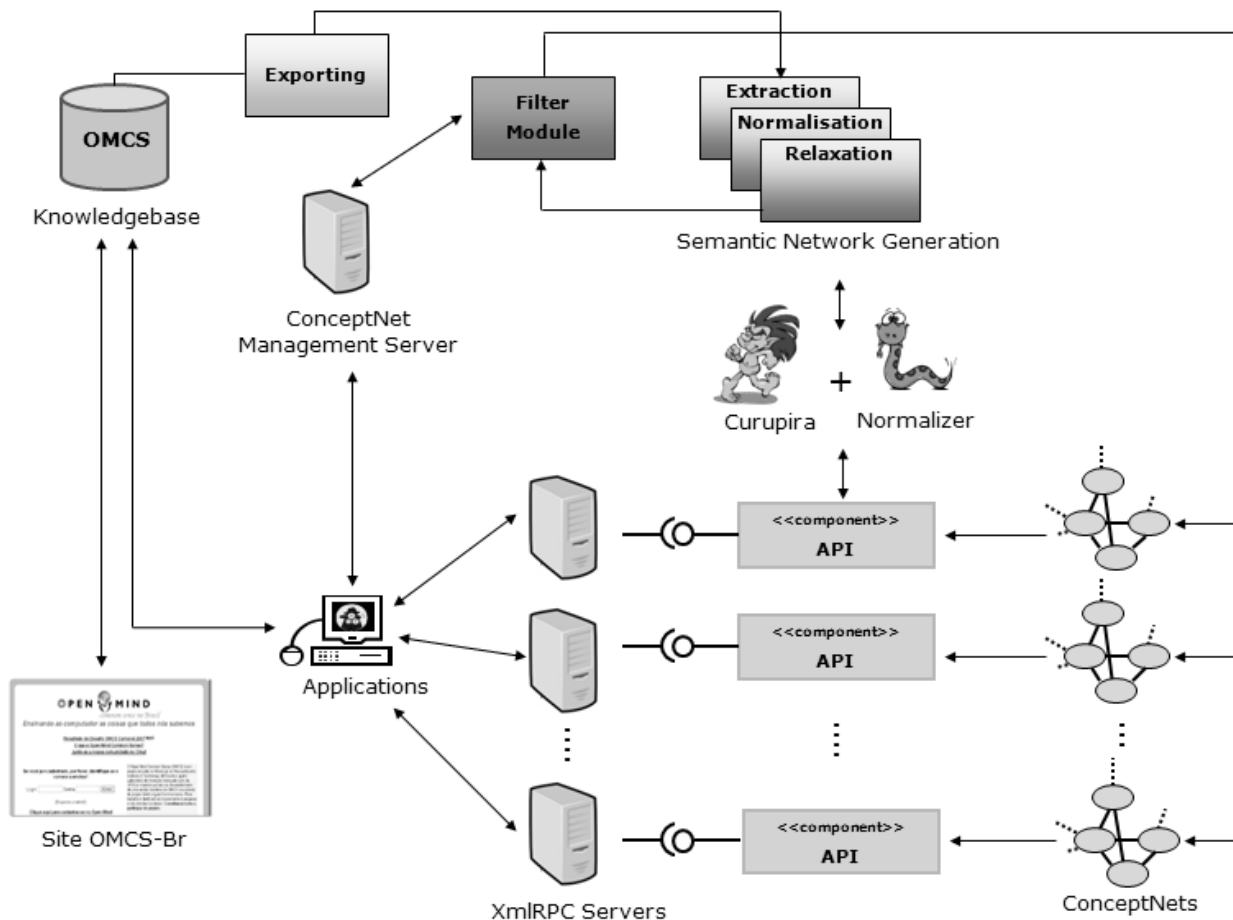 Exporting
OMCS
Knowledgebase
Filter
Module
Extraction
Normalisation
Relaxation
Semantic Network Generation
ConceptNet
Management Server
Curupira
+
Normalizer
<<component>>
API
<<component>>
API
Applications
OPEN MIND
Ensinando ao computador as coisas que todos nós sabemos
Site OMCS-Br
<<component>>
API
XmlRPC Servers
ConceptNets